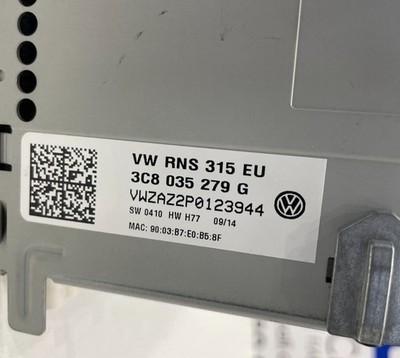 VW RNS 315 EU
3C8 035 279 G
VWZAZ2P0123944
SW 0410 HW H77 09/14
MAC: 90:03:B7:E0:B5:8F